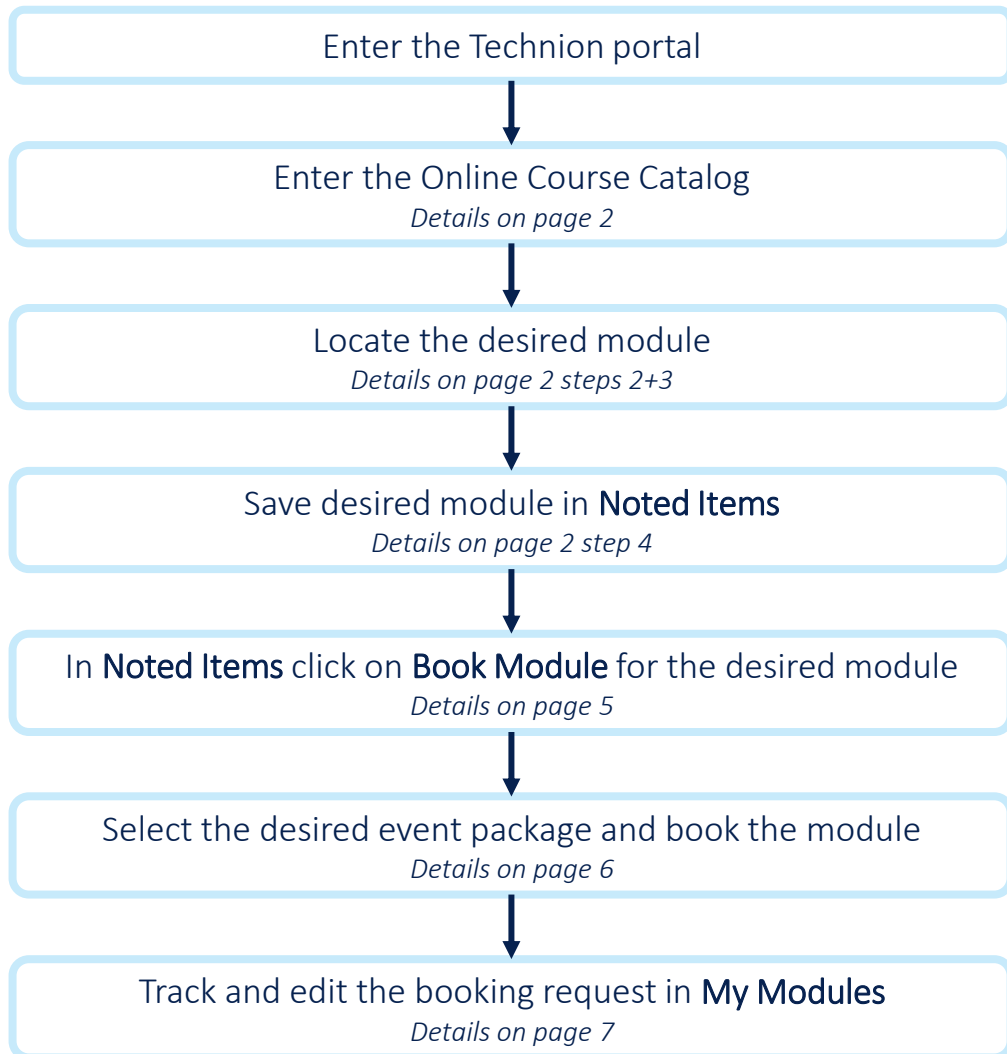 Enter the Technion portal
Enter the Online Course Catalog
Details on page 2
Locate the desired module
Details on page 2 steps 2+3
Save desired module in Noted Items
Details on page 2 step 4
In Noted Items click on Book Module for the desired module
Details on page 5
Select the desired event package and book the module
Details on page 6
Track and edit the booking request in My Modules
Details on page 7